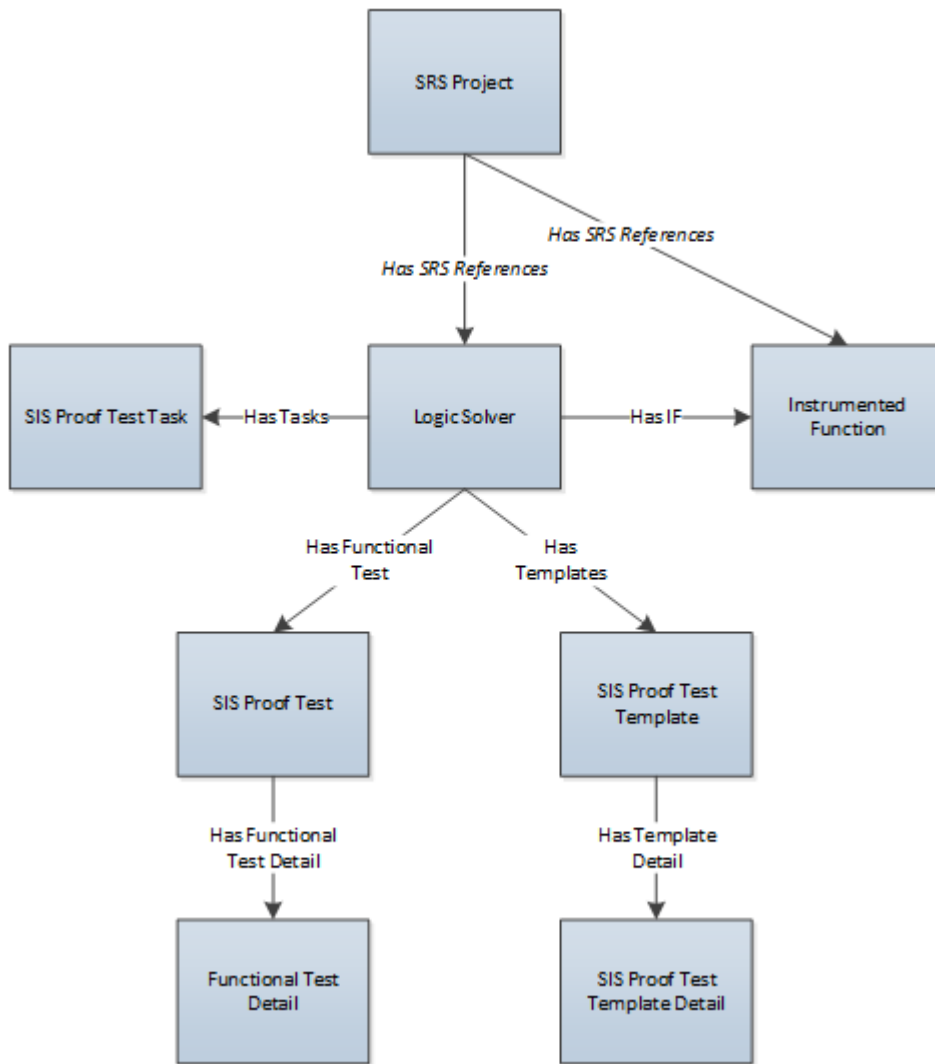 SRS Project
Has SRS References
Has SRS References
SIS Proof Test Task
Has Tasks
Logic Solver
Has IF
Instrumented
Function
Has Functional
Test
Has
Templates
SIS Proof Test
SIS Proof Test
Template
Has Functional
Test Detail
Has Template
Detail
Functional Test
Detail
SIS Proof Test
Template Detail